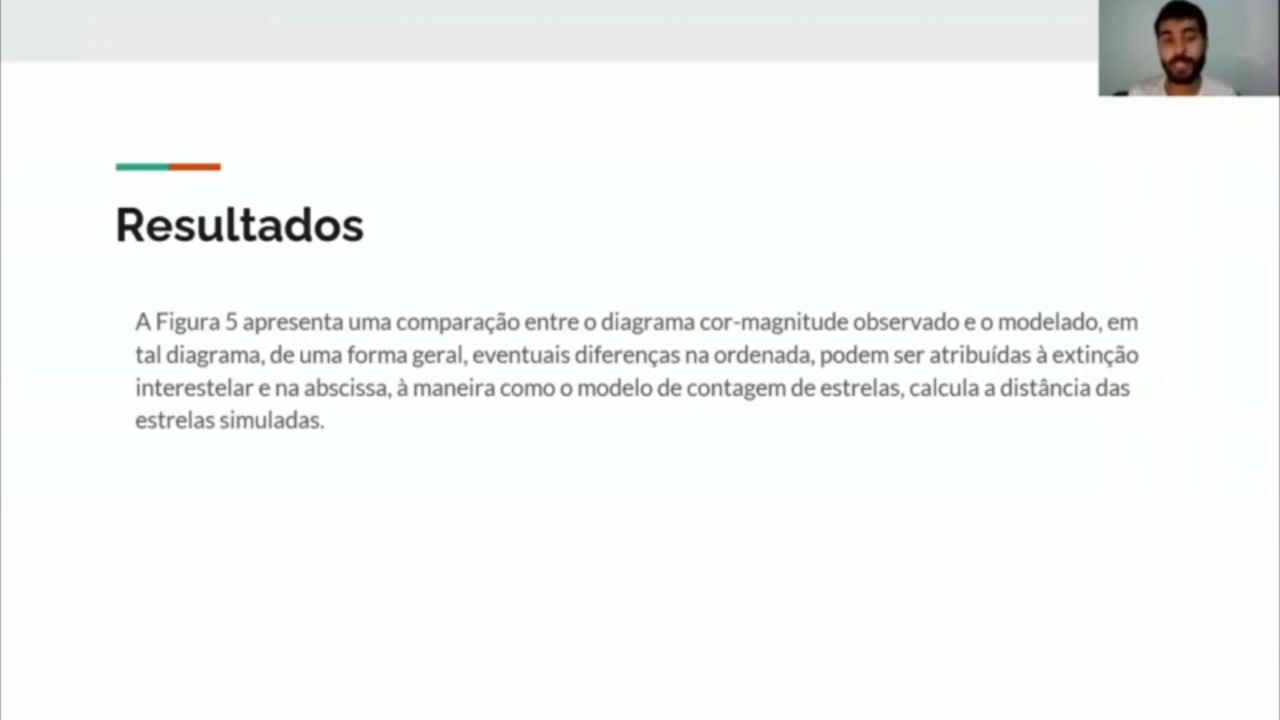 Resultados
A Figura 5 apresenta uma comparação entre o diagrama cor-magnitude observado e o modelado, em
tal diagrama, de uma forma geral, eventuais diferenças na ordenada, podem ser atribuídas à extinção
interestelar e na abscissa, à maneira como o modelo de contagem de estrelas, calcula a distância das
estrelas simuladas.